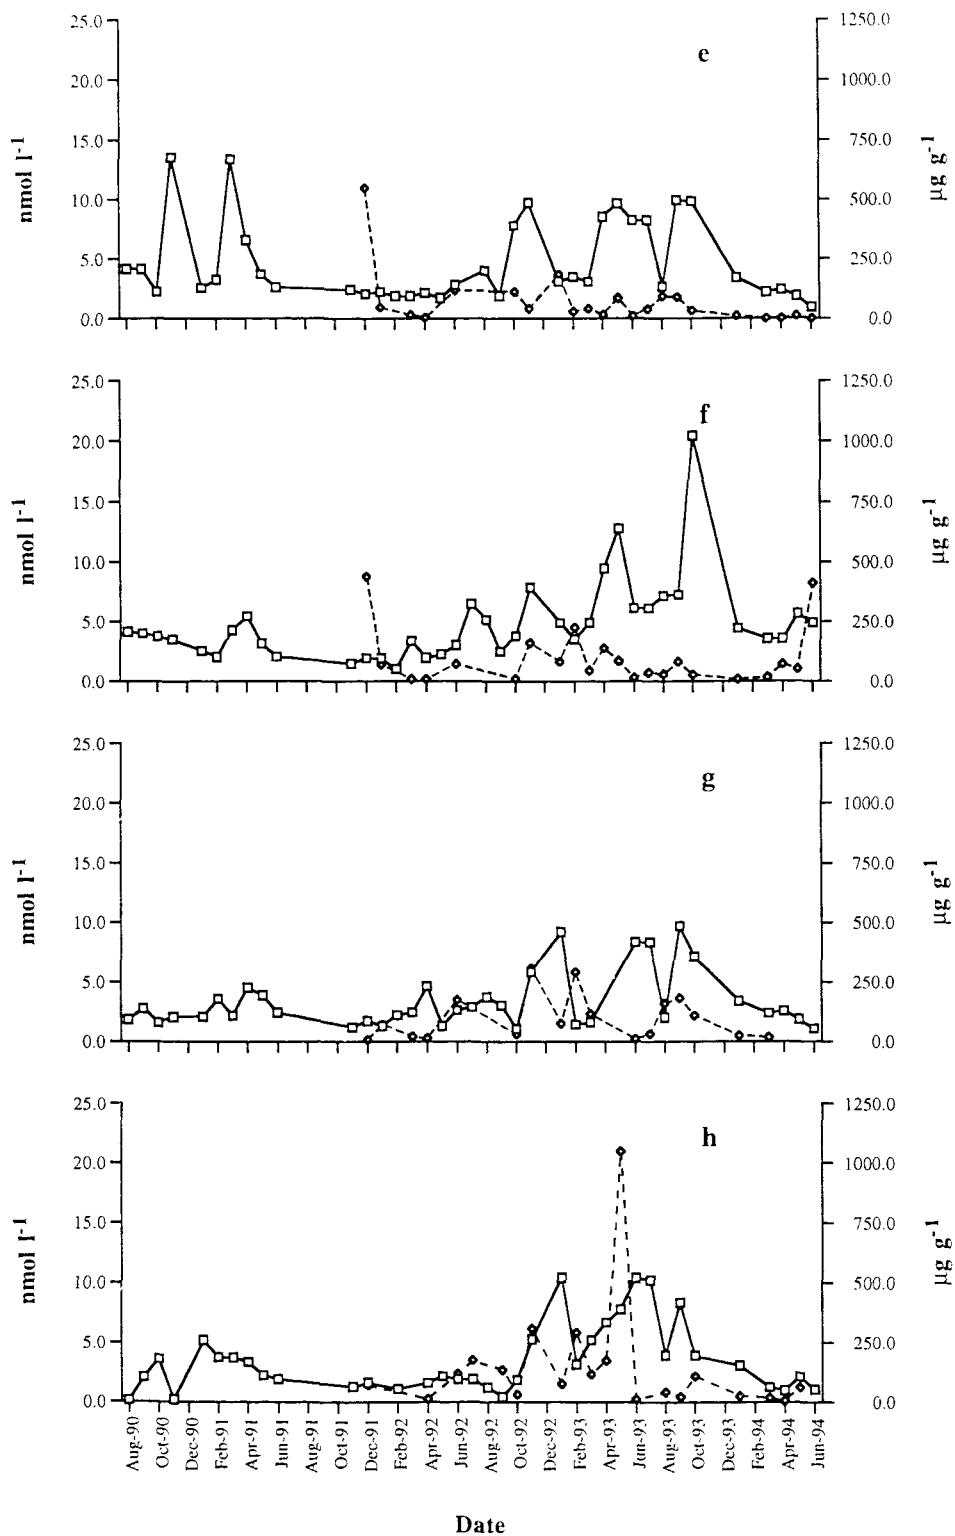 e
25.0
20.0
15.0
10.0
5.0
0.0
nmol l-1
1250.0
1000.0
750.0
500.0
250.0
0.0
µg g-1
f
25.0
20.0
15.0
10.0
5.0
0.0
nmol l-1
1250.0
1000.0
750.0
500.0
250.0
0.0
µg g-1
g
25.0
20.0
15.0
10.0
5.0
0.0
nmol l-1
1250.0
1000.0
750.0
500.0
250.0
0.0
µg g-1
h
25.0
20.0
15.0
10.0
5.0
0.0
nmol l-1
1250.0
1000.0
750.0
500.0
250.0
0.0
µg g-1
Aug-90
Oct-90
Dec-90
Feb-91
Apr-91
Jun-91
Aug-91
Oct-91
Dec-91
Feb-92
Apr-92
Jun-92
Aug-92
Oct-92
Dec-92
Feb-93
Apr-93
Jun-93
Aug-93
Oct-93
Dec-93
Feb-94
Apr-94
Jun-94
Date